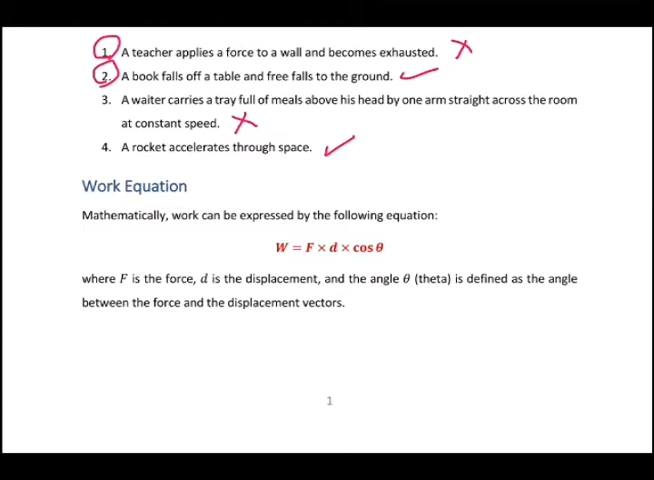 1. A teacher applies a force to a wall and becomes exhausted.
2. A book falls off a table and free falls to the ground.
3. A waiter carries a tray full of meals above his head by one arm straight across the room
at constant speed.
4. A rocket accelerates through space.
Work Equation
Mathematically, work can be expressed by the following equation:
W = F × d × cos θ
where F is the force, d is the displacement, and the angle θ (theta) is defined as the angle
between the force and the displacement vectors.
1